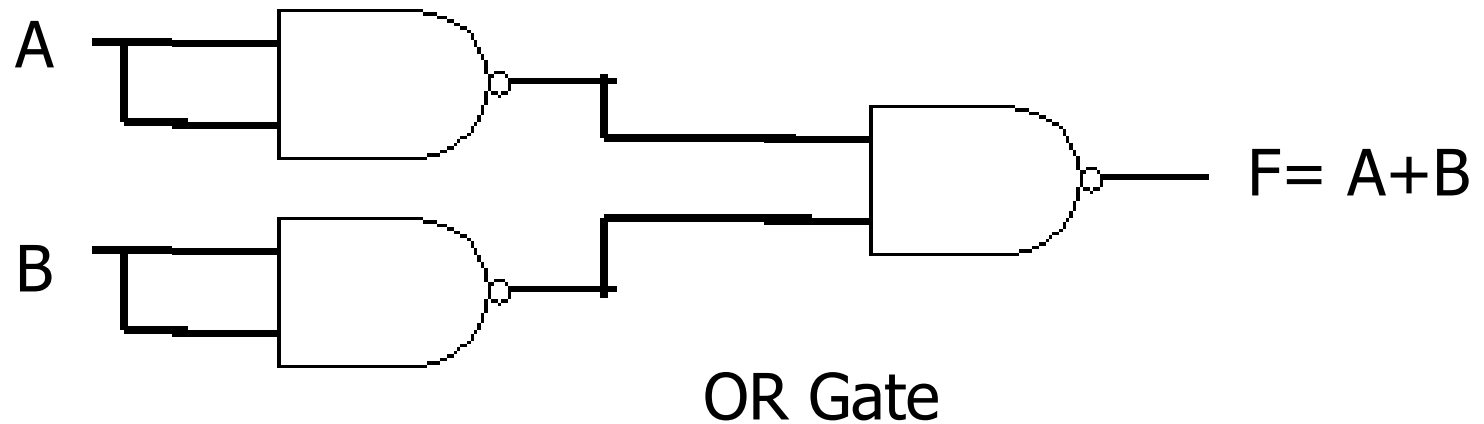 A
B
F= A+B
OR Gate